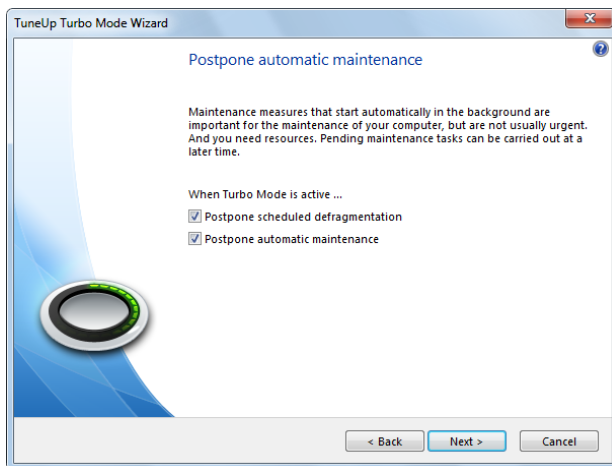 TuneUp Turbo Mode Wizard
x
?
Postpone automatic maintenance
Maintenance measures that start automatically in the background are
important for the maintenance of your computer, but are not usually urgent.
And you need resources. Pending maintenance tasks can be carried out at a
later time.
When Turbo Mode is active ...
Postpone scheduled defragmentation
Postpone automatic maintenance
< Back Next > Cancel